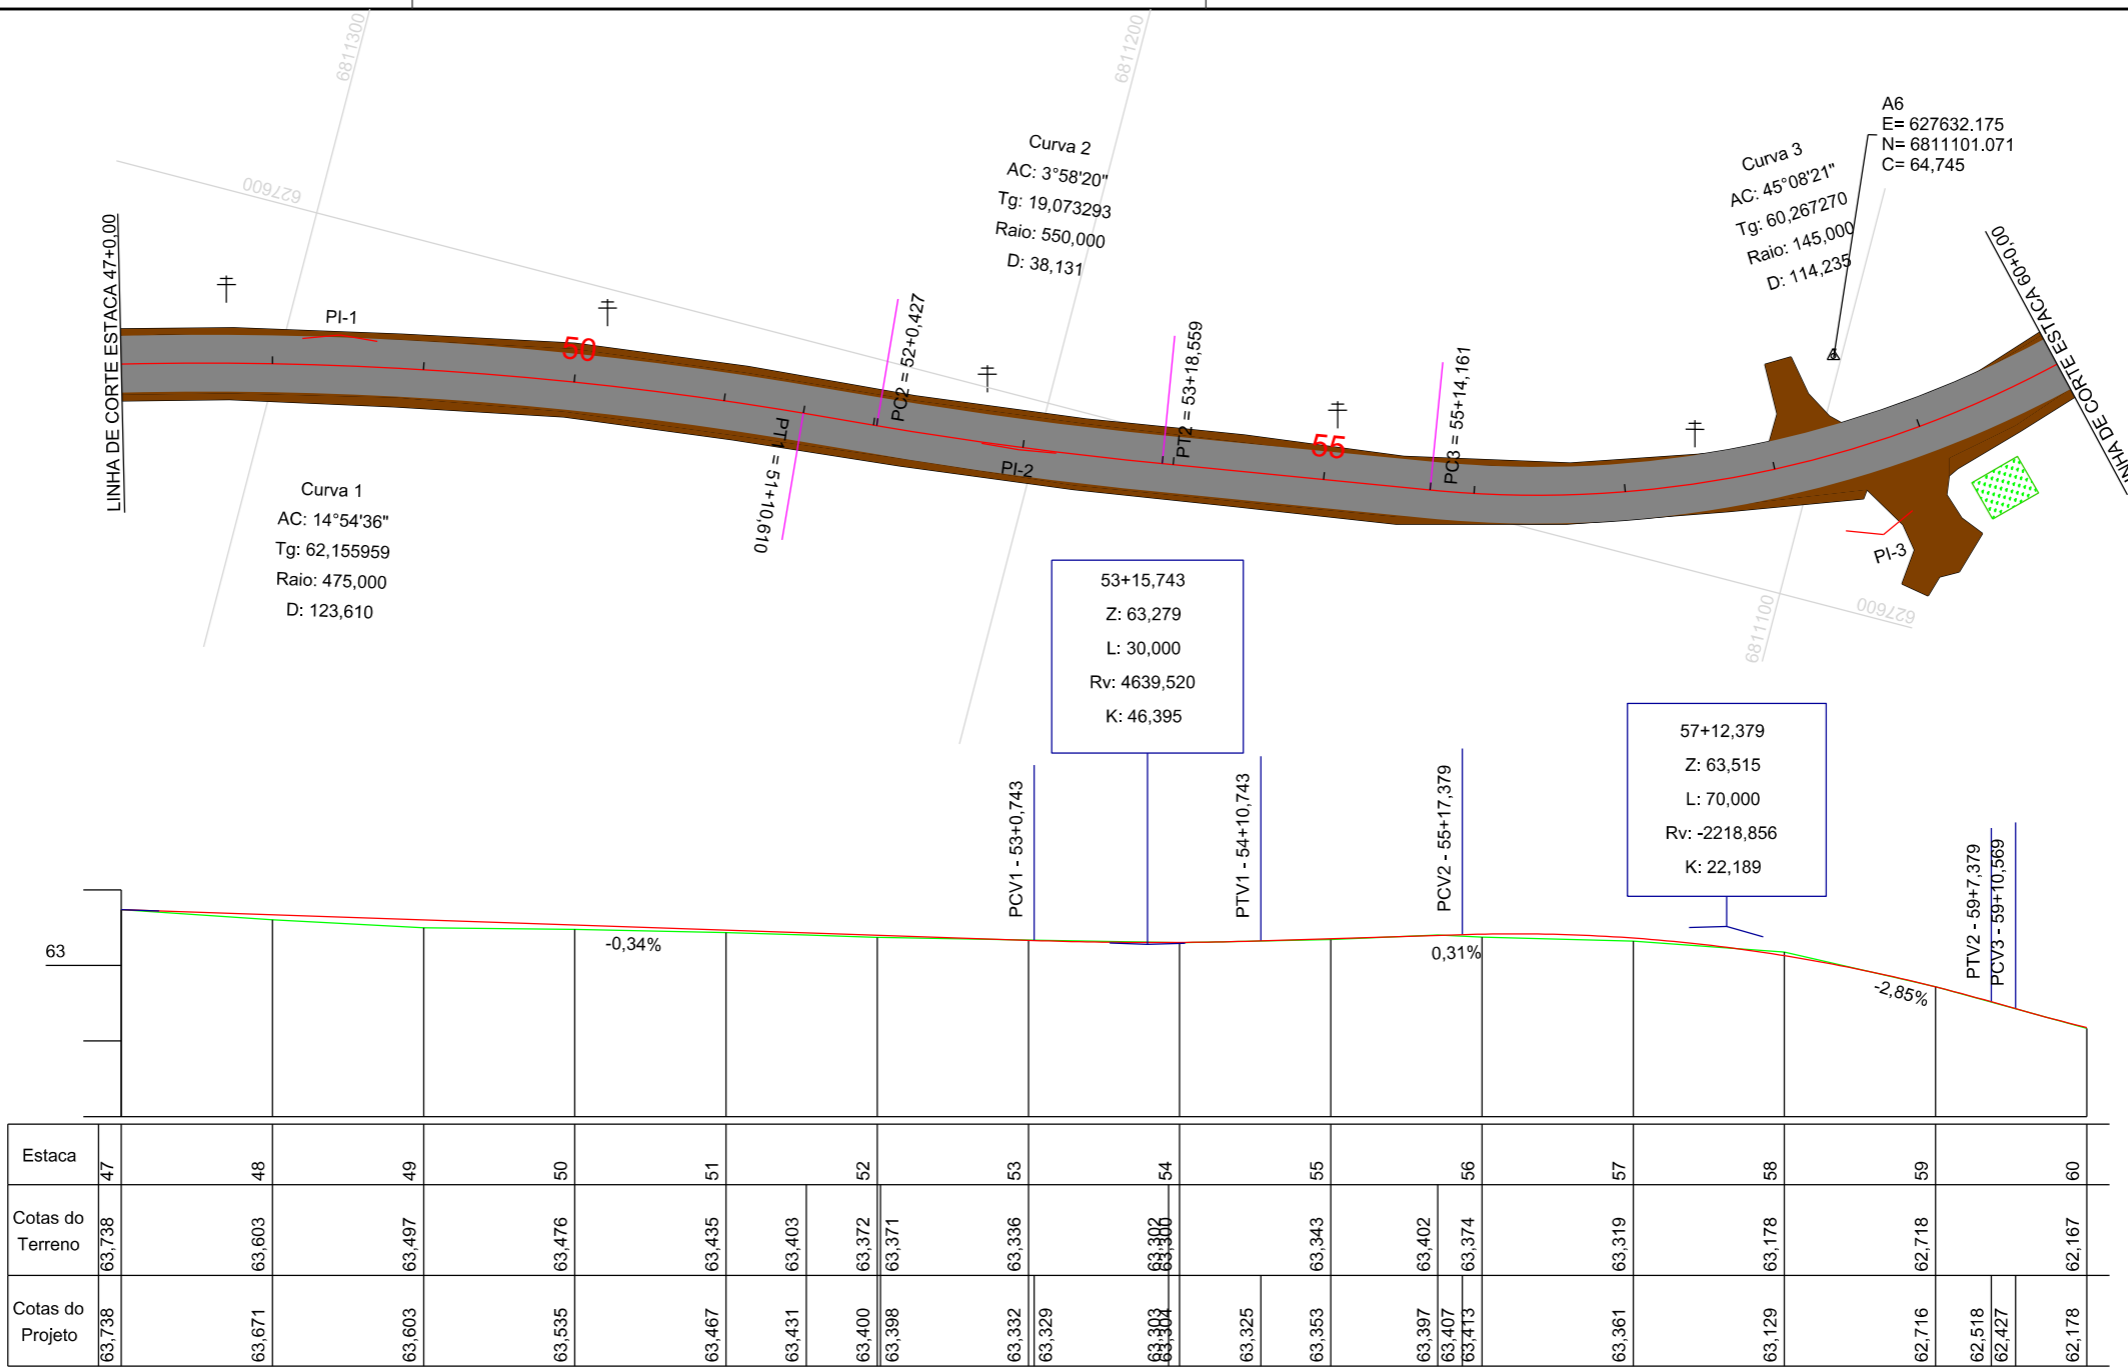 6811300
6811200
627600
LINHA DE CORTE ESTACA 47+0,00
PI-1
50
Curva 1
AC: 14°54'36"
Tg: 62,155959
Raio: 475,000
D: 123,610
PT1 = 51+10,610
PC2 = 52+0,427
Curva 2
AC: 3°58'20"
Tg: 19,073293
Raio: 550,000
D: 38,131
PI-2
PT2 = 53+18,559
55
PC3 = 55+14,161
Curva 3
AC: 45°08'21"
Tg: 60,267270
Raio: 145,000
D: 114,235
A6
E= 627632.175
N= 6811101.071
C= 64,745
LINHA DE CORTE ESTACA 60+0,00
PI-3
6811100
627600
53+15,743
Z: 63,279
L: 30,000
Rv: 4639,520
K: 46,395
57+12,379
Z: 63,515
L: 70,000
Rv: -2218,856
K: 22,189
PCV1 - 53+0,743
PTV1 - 54+10,743
PCV2 - 55+17,379
PTV2 - 59+7,379
PCV3 - 59+10,569
63
-0,34%
0,31%
-2,85%
Estaca 47 48 49 50 51 52 53 54 55 56 57 58 59 60
Cotas do
Terreno 63,738 63,603 63,497 63,476 63,435 63,403 63,372 63,371 63,336 63,302 63,300 63,343 63,402 63,374 63,319 63,178 62,718 62,167
Cotas do
Projeto 63,738 63,671 63,603 63,535 63,467 63,431 63,400 63,398 63,332 63,329 63,303 63,304 63,325 63,353 63,397 63,407 63,413 63,361 63,129 62,716 62,518 62,427 62,178